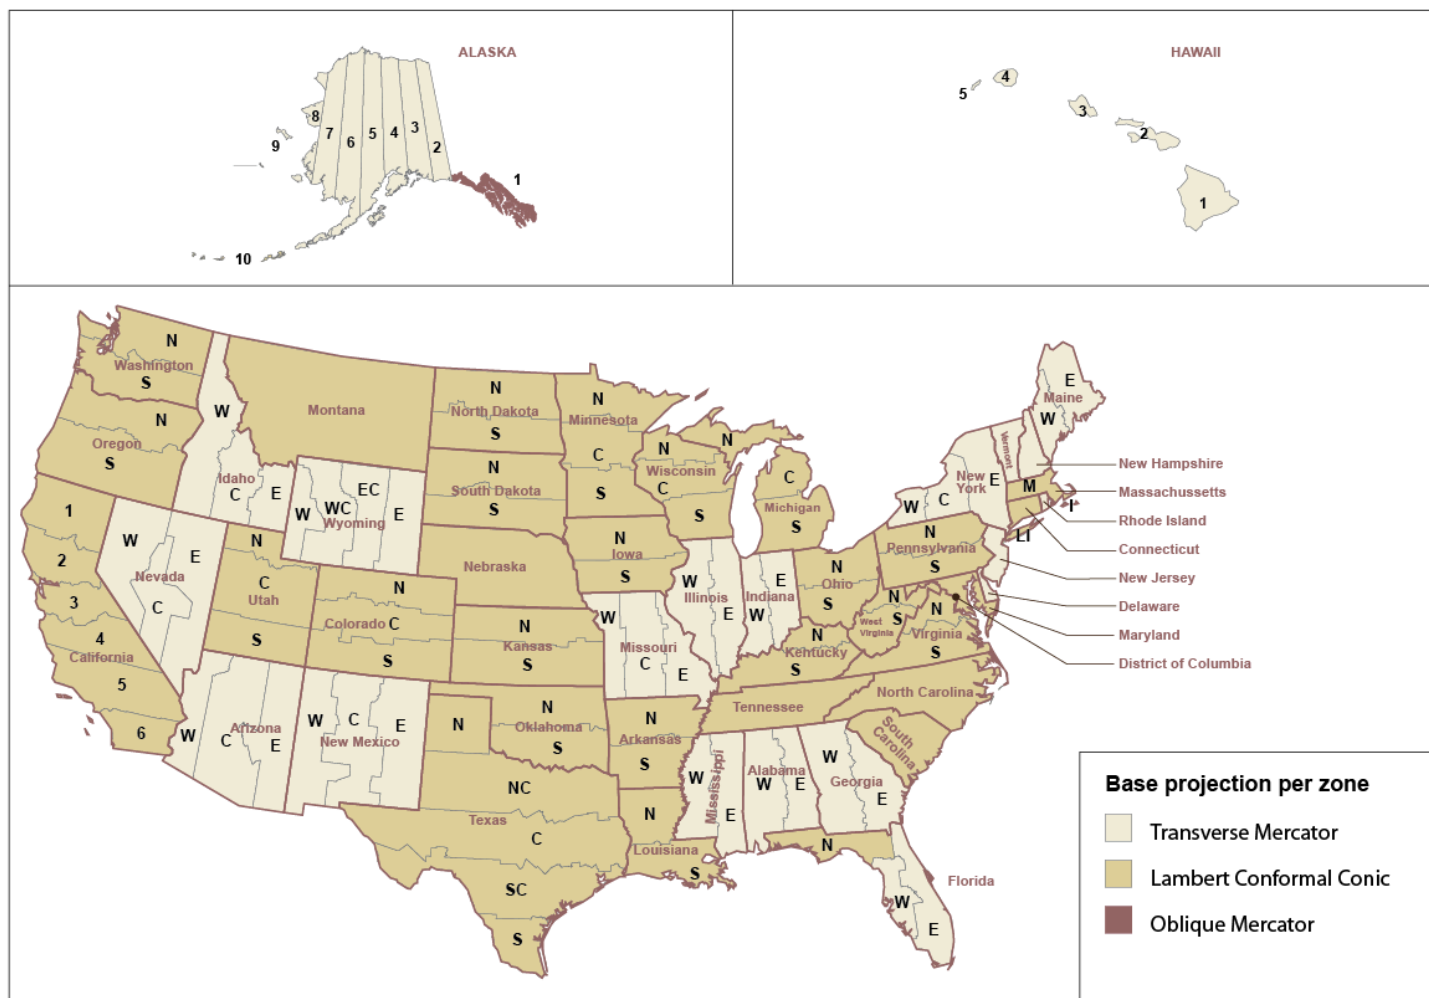 ALASKA
8
7
6
5
4
3
2
9
1
10
HAWAII
5
4
3
2
1
N
Washington
S
N
Oregon
S
W
Idaho
C
E
Montana
N
North Dakota
S
N
Minnesota
C
S
N
South Dakota
S
W
WC
EC
Wyoming
E
N
Wisconsin
C
S
N
C
Michigan
S
E
Maine
W
Vermont
New
York
W
C
E
New Hampshire
M
Massachussetts
I
Rhode Island
LI
Connecticut
New Jersey
Delaware
Maryland
District of Columbia
1
2
3
4
California
5
6
W
E
Nevada
C
N
C
Utah
S
N
Colorado
C
S
Nebraska
N
Iowa
S
N
Kansas
S
W
Missouri
C
E
W
Illinois
E
E
Indiana
W
N
Ohio
S
N
Pennsylvania
S
N
S
West
Virginia
N
Virginia
S
N
Kentucky
S
W
Arizona
C
E
W
C
E
New Mexico
N
N
Oklahoma
S
N
Arkansas
S
Tennessee
North Carolina
South
Carolina
NC
Texas
C
SC
S
N
Louisiana
S
W
Mississippi
E
Alabama
W
E
W
Georgia
E
N
W
E
Florida
Base projection per zone
Transverse Mercator
Lambert Conformal Conic
Oblique Mercator